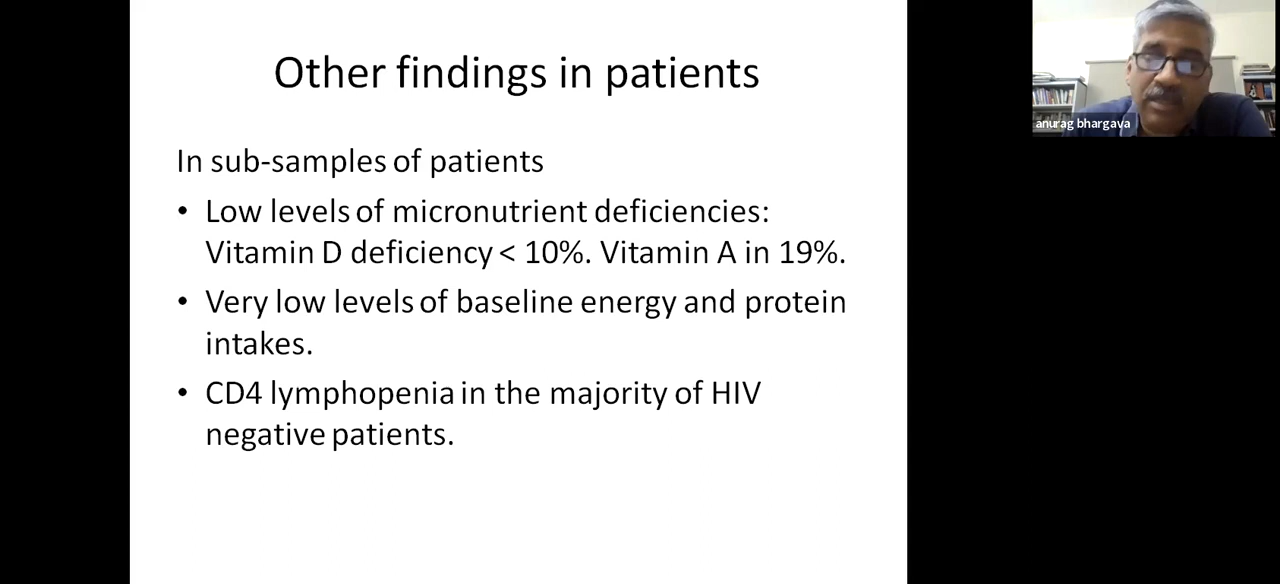 Other findings in patients
In sub-samples of patients
• Low levels of micronutrient deficiencies:
Vitamin D deficiency < 10%. Vitamin A in 19%.
• Very low levels of baseline energy and protein
intakes.
• CD4 lymphopenia in the majority of HIV
negative patients.
anurag bhargava